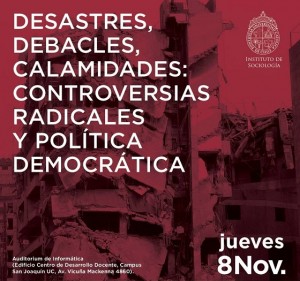 DESASTRES,
DEBACLES,
CALAMIDADES:
CONTROVERSIAS
RADICALES
Y POLÍTICA
DEMOCRÁTICA
INSTITUTO DE
SOCIOLOGÍA
Auditorium de Informática
(Edificio Centro de Desarrollo Docente, Campus
San Joaquín UC, Av. Vicuña Mackenna 4860).
jueves
8Nov.